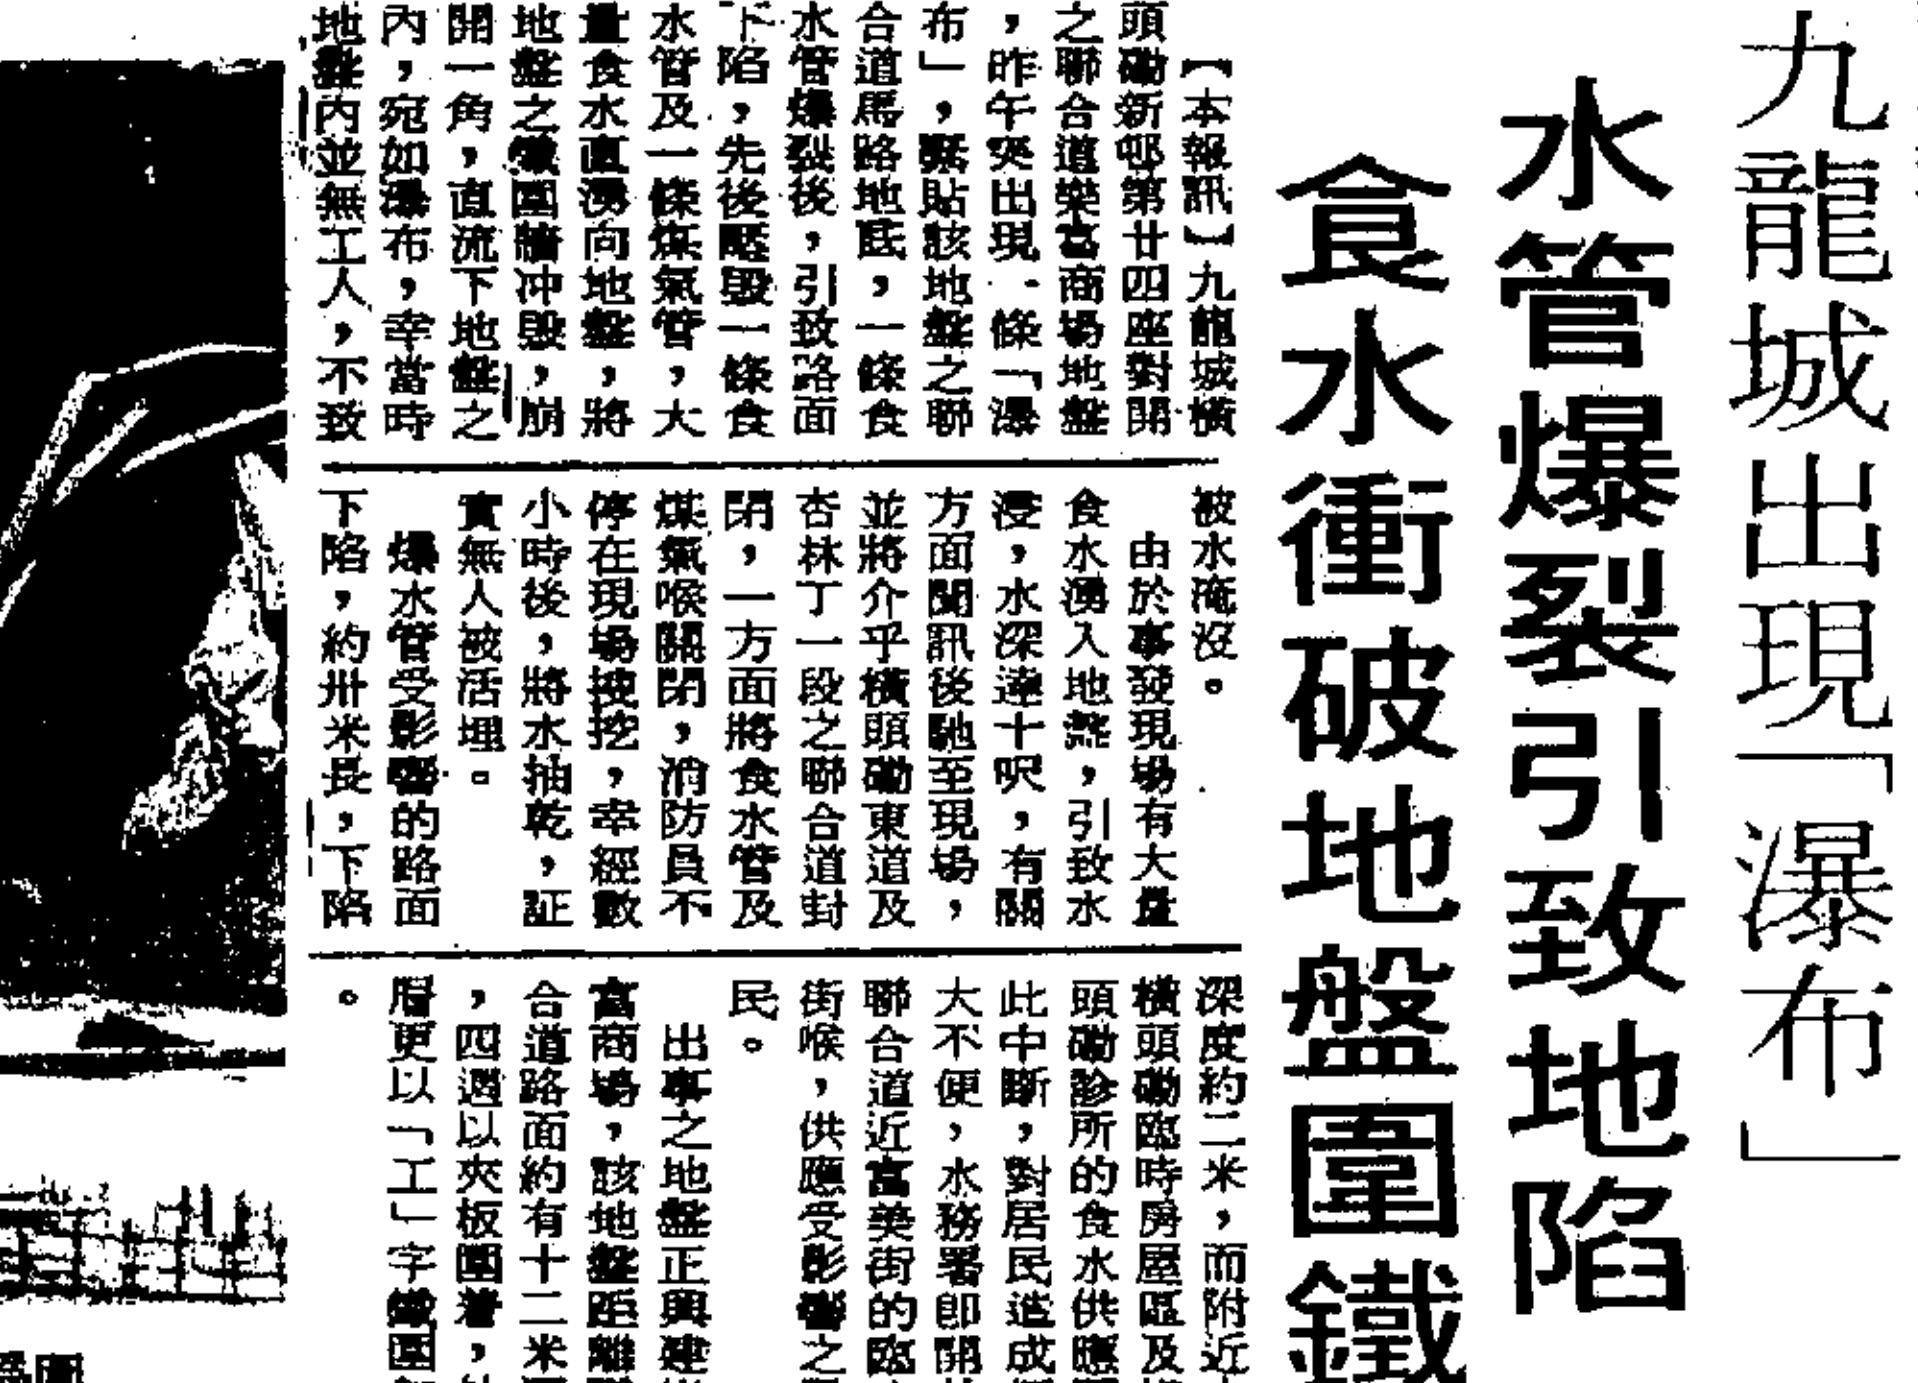 九龍城出現「瀑布」
水管爆裂引致地陷
食水衝破地盤圍鐵
【本報訊】九龍城橫
頭磡新邨第廿四座對開
之聯合道樂富商場地盤
，昨午突出現一條「瀑
布」，緊貼該地盤之聯
合道馬路地底，一條食
水管爆裂後，引致路面
下陷，先後壓毀一條食
水管及一條煤氣管，大
量食水直湧向地盤，將
地盤之鐵圍牆冲毀，崩
開一角，直流下地盤之
內，宛如瀑布，幸當時
地盤內並無工人，不致
被水淹沒。
由於事發現場有大量
食水湧入地盤，引致水
浸，水深達十呎，有關
方面聞訊後馳至現場，
並將介乎橫頭磡東道及
杏林丁一段之聯合道封
閉，一方面將食水管及
煤氣喉關閉，消防員不
停在現場搜挖，幸經數
小時後，將水抽乾，証
實無人被活埋。
爆水管受影響的路面
下陷，約卅米長，下陷
深度約二米，而附近
橫頭磡臨時房屋區及
頭磡診所的食水供應
此中斷，對居民造成
大不便，水務署即開
聯合道近富美街的臨
街喉，供應受影響之
民。
出事之地盤正興建
富商場，該地盤距離
合道路面約有十二米
，四週以夾板圍着，
層更以「工」字鐵圍
。